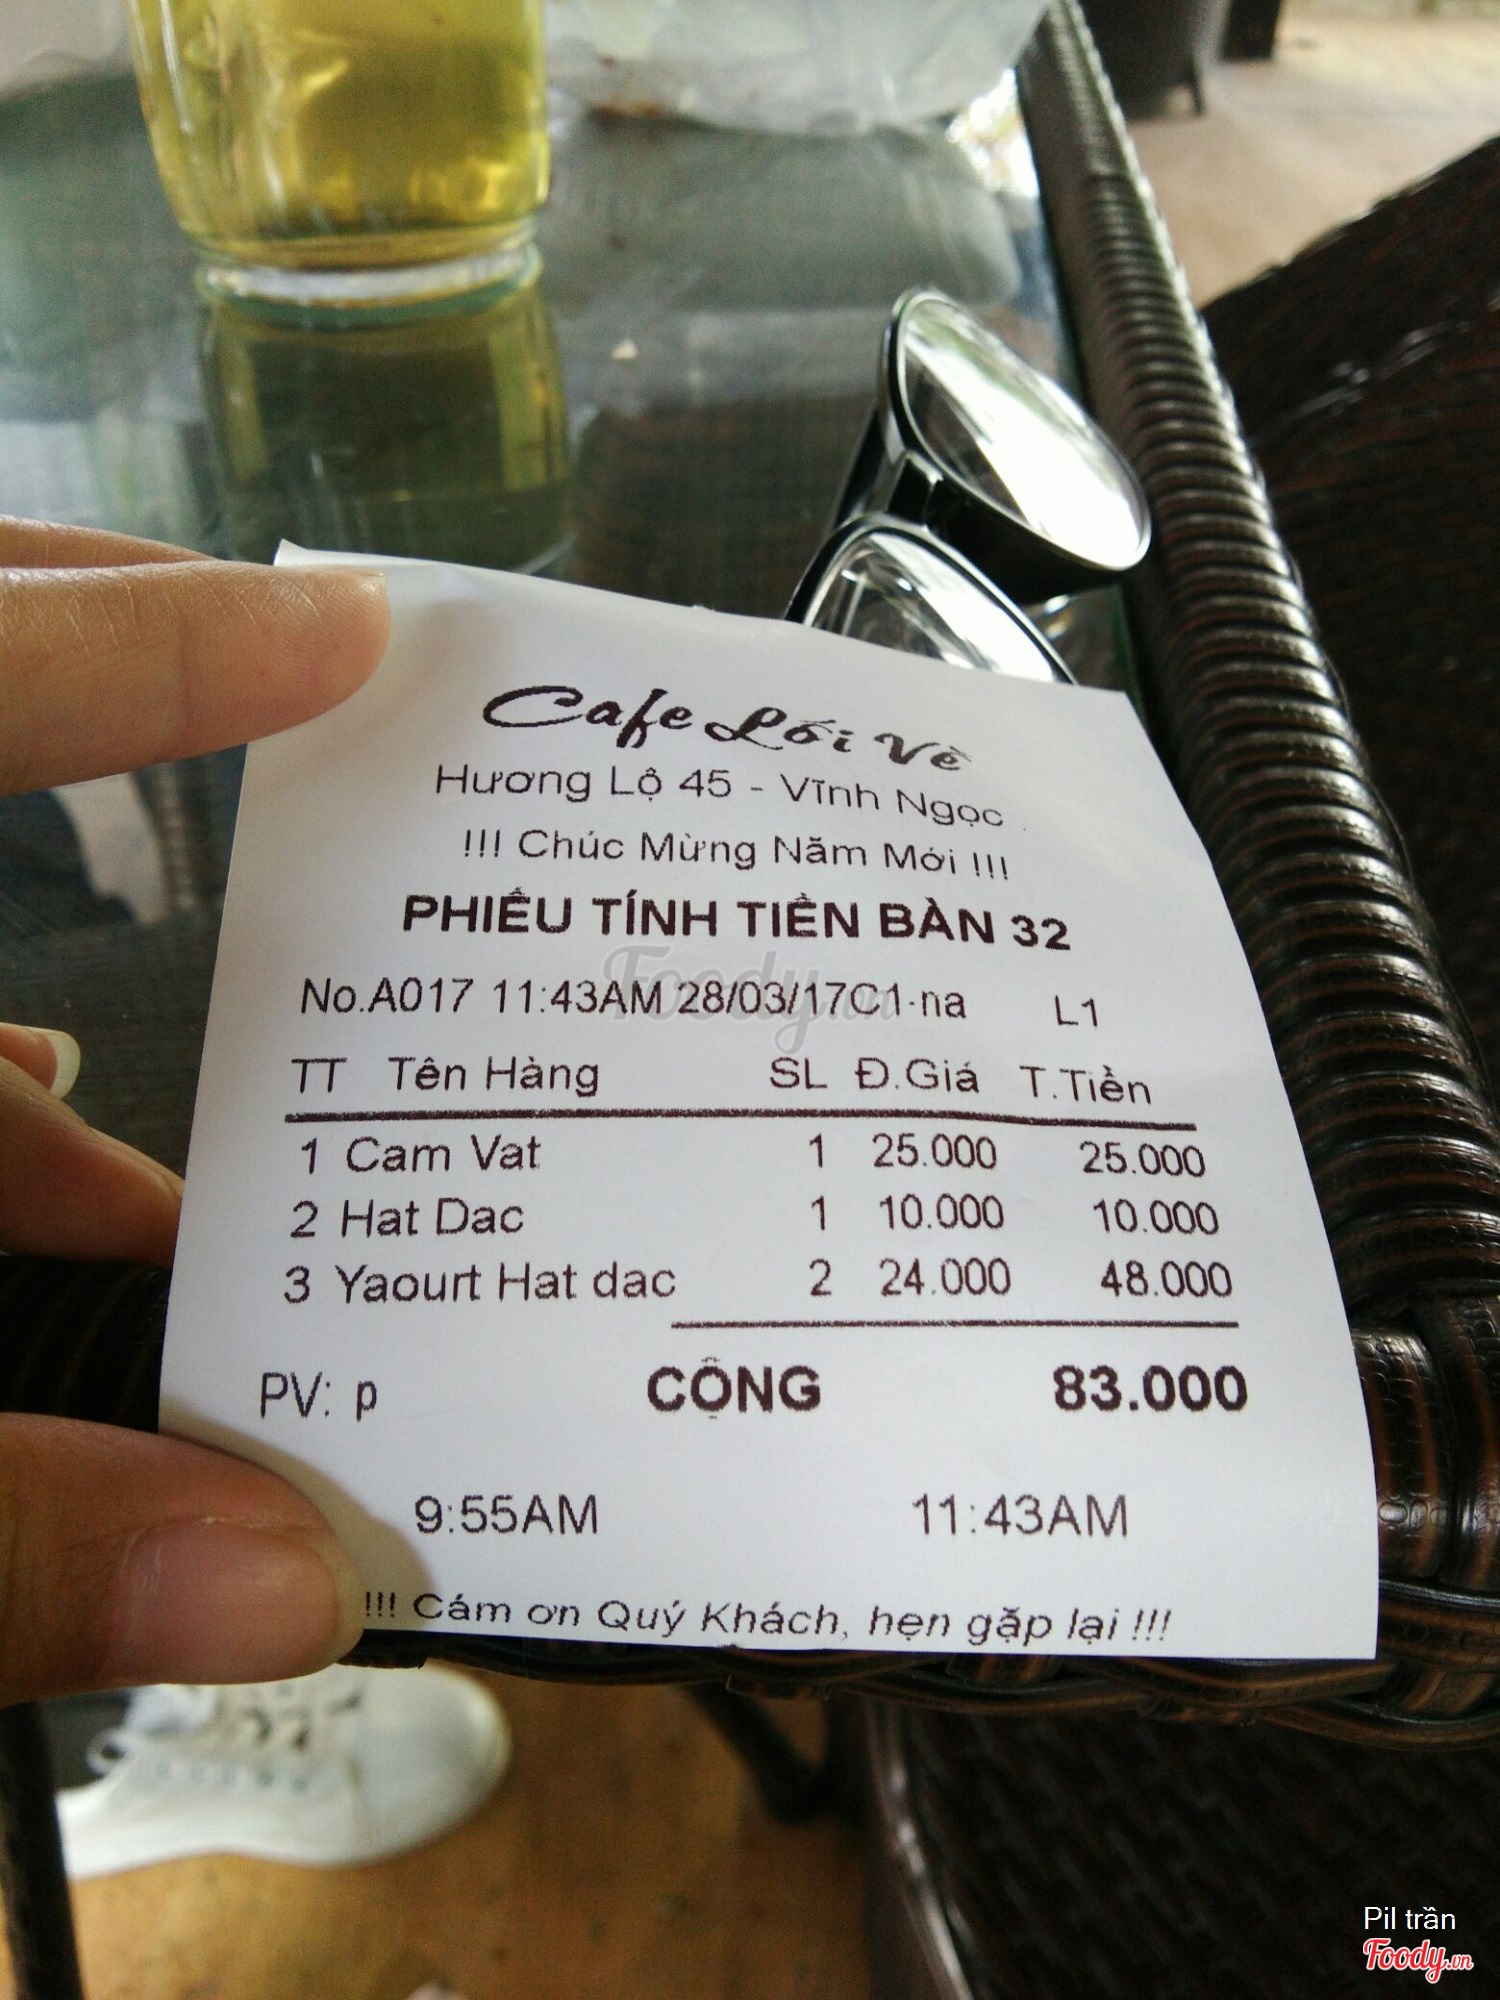 Cafe Lối Về
Hương Lộ 45 - Vĩnh Ngọc
!!! Chúc Mừng Năm Mới !!!
PHIẾU TÍNH TIỀN BÀN 32
No.A017 11:43AM 28/03/17C1-na L1
TT Tên Hàng SL Đ.Giá T.Tiền
1 Cam Vat 1 25.000 25.000
2 Hat Dac 1 10.000 10.000
3 Yaourt Hat dac 2 24.000 48.000
PV: p CỘNG 83.000
9:55AM 11:43AM
!!! Cám ơn Quý Khách, hẹn gặp lại !!!
Foody.vn
Pil trần
Foody.vn